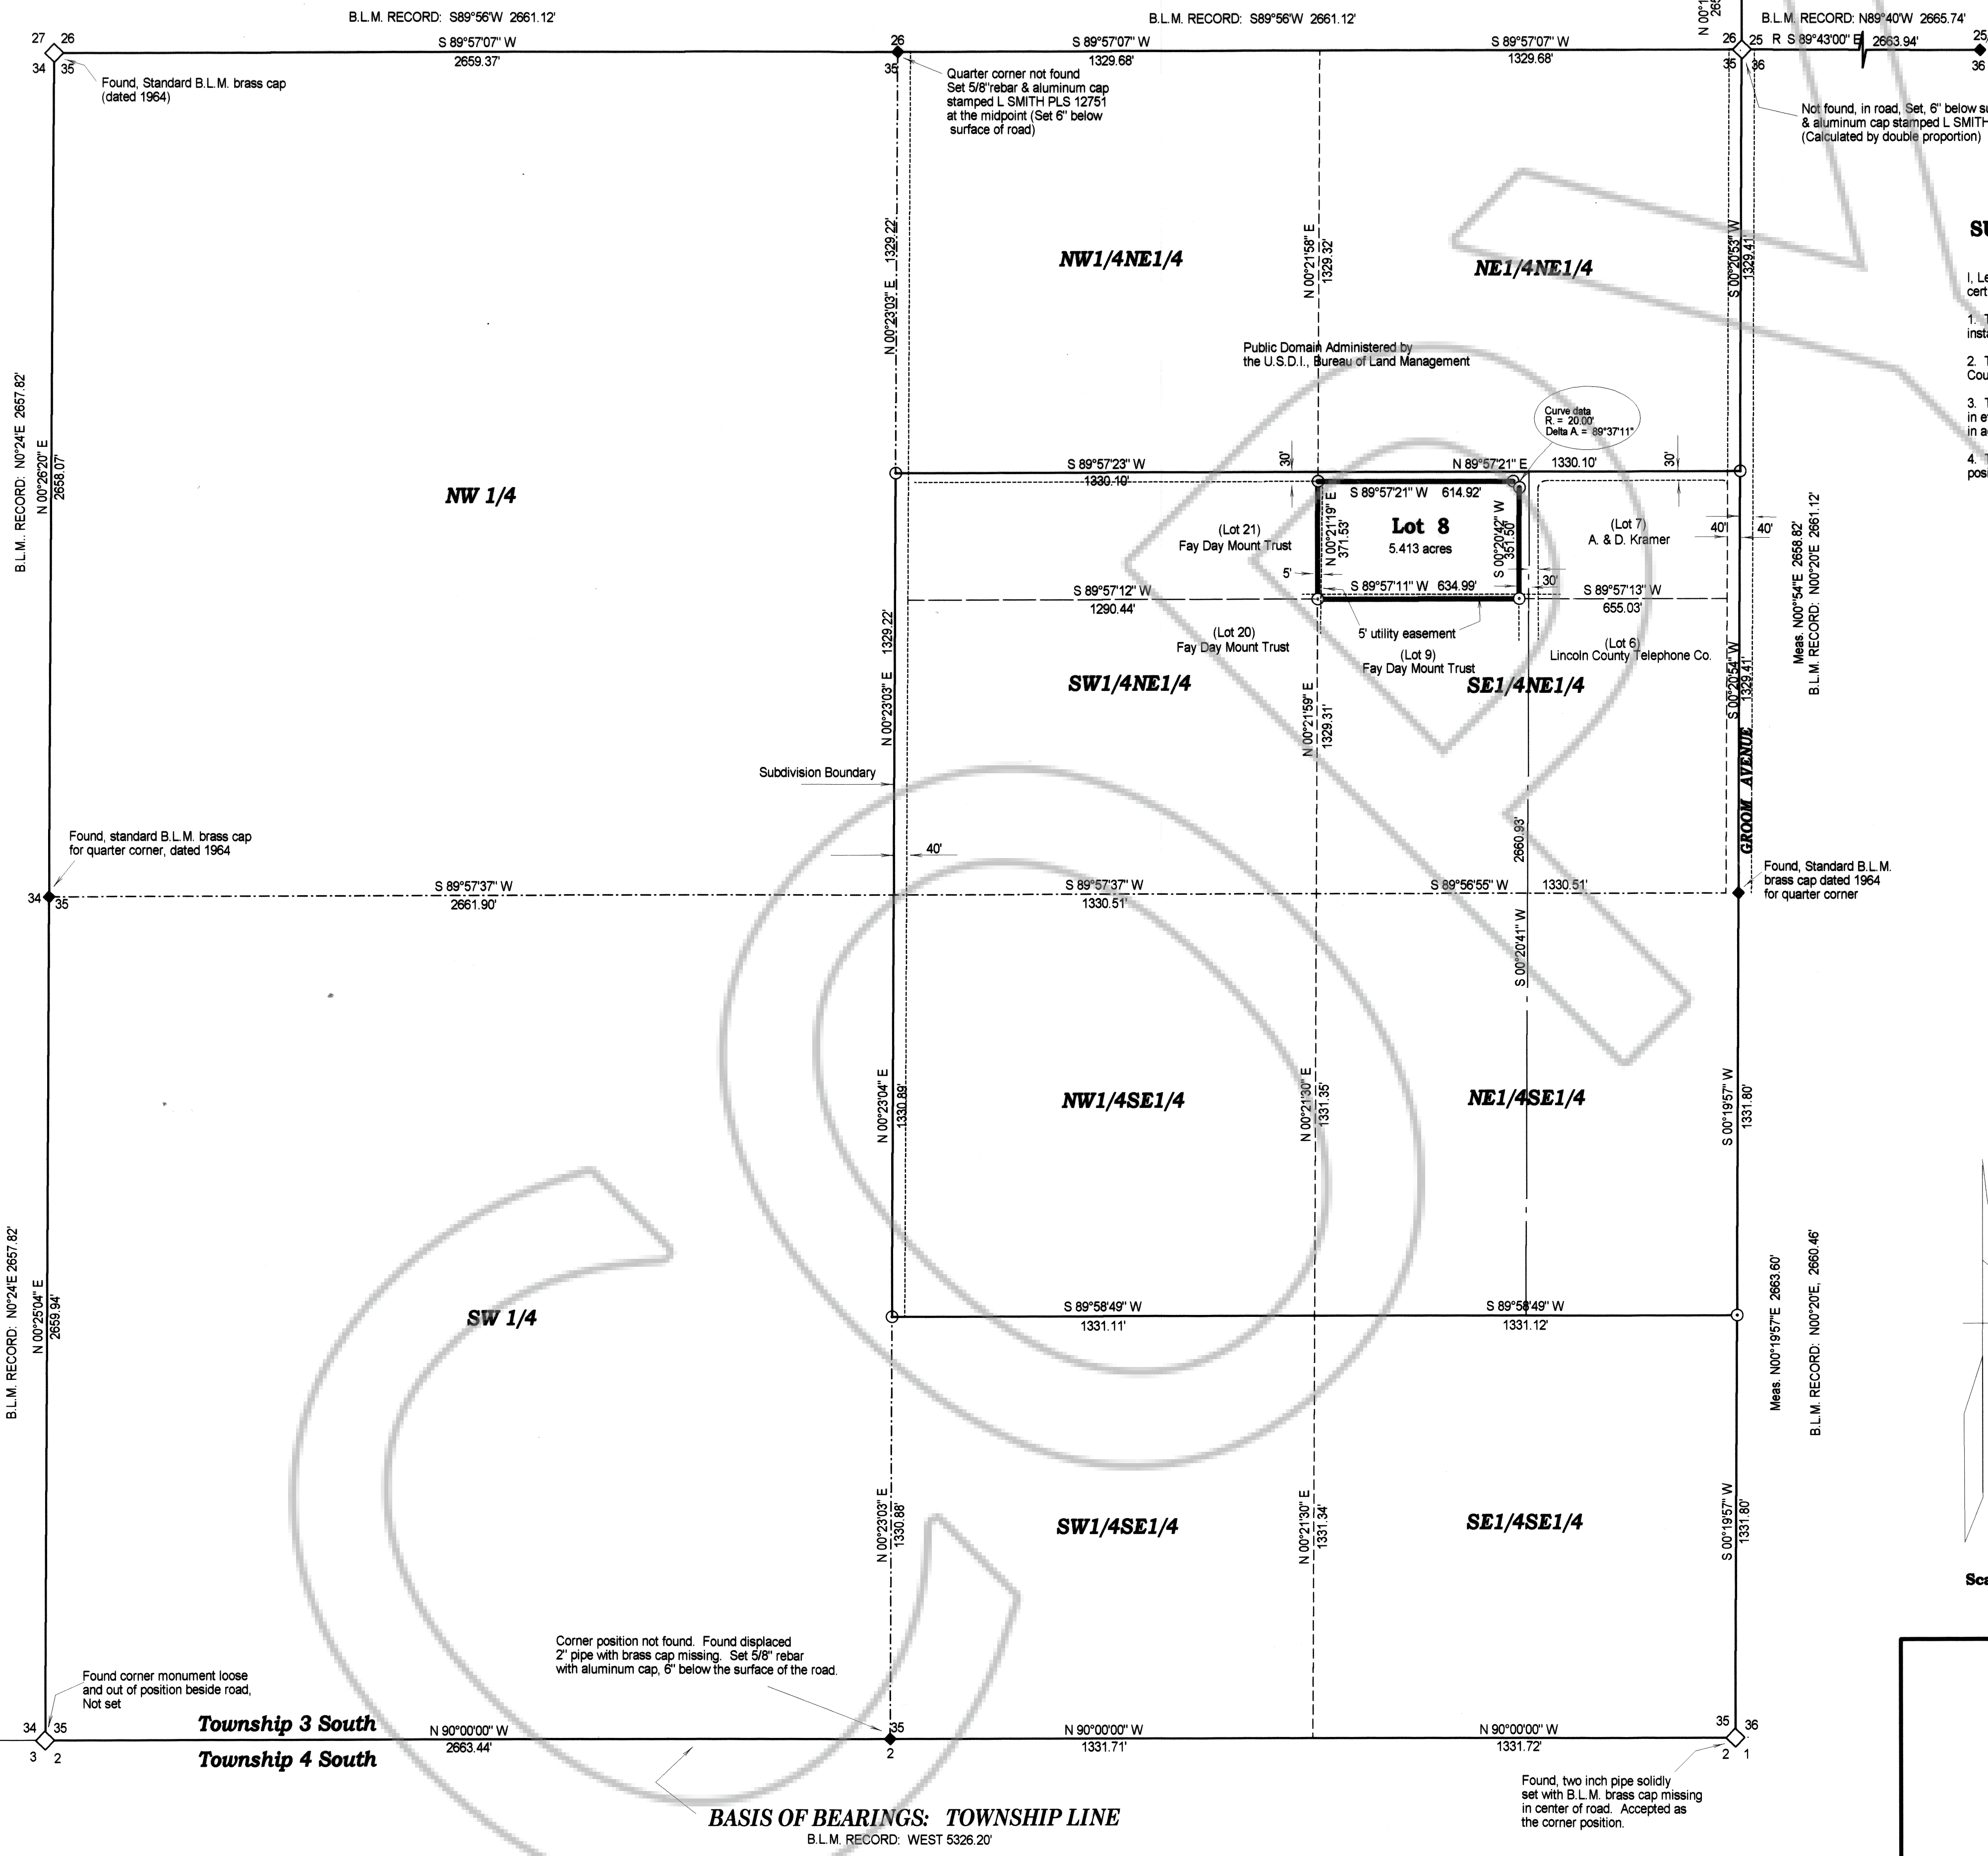 B.L.M. RECORD: S89°56'W 2661.12'
B.L.M. RECORD: S89°56'W 2661.12'
B.L.M. RECORD: N89°40'W 2665.74'
N 00°1
265
27 26
34 35
S 89°57'07" W
2659.37'
26
35
S 89°57'07" W
1329.68'
S 89°57'07" W
1329.68'
26 25
35 36
R S 89°43'00" E 2663.94'
25
36
Found, Standard B.L.M. brass cap
(dated 1964)
Quarter corner not found
Set 5/8"rebar & aluminum cap
stamped L SMITH PLS 12751
at the midpoint (Set 6" below
surface of road)
Not found, in road, Set, 6" below su
& aluminum cap stamped L SMITH
(Calculated by double proportion)
SU
I, Le
cert
1. T
insta
2. T
Cou
3. T
in ev
in a
4. T
posi
N 00°23'03" E 1329.22'
N 00°21'58" E
1329.32'
S 00°20'53" W
1329.41'
NW1/4NE1/4
NE1/4NE1/4
Public Domain Administered by
the U.S.D.I., Bureau of Land Management
Curve data
R. = 20.00'
Delta A. = 89°37'11"
B.L.M.. RECORD: N0°24'E 2657.82'
N 00°26'20" E
2658.07'
NW 1/4
S 89°57'23" W
1330.10'
30'
N 89°57'21" E 1330.10'
30'
S 89°57'21" W 614.92'
N 00°21'19" E
371.53'
Lot 8
5.413 acres
S 00°20'42" W
351.50'
(Lot 21)
Fay Day Mount Trust
(Lot 7)
A. & D. Kramer
40' 40'
5'
30'
S 89°57'11" W 634.99'
S 89°57'12" W
1290.44'
S 89°57'13" W
655.03'
(Lot 20)
Fay Day Mount Trust
5' utility easement
(Lot 9)
Fay Day Mount Trust
(Lot 6)
Lincoln County Telephone Co.
Meas. N00°'54"E 2658.82'
B.L.M. RECORD: N00°20'E 2661.12'
N 00°23'03" E 1329.22'
SW1/4NE1/4
SE1/4NE1/4
N 00°21'59" E
1329.31'
S 00°20'54" W
1329.41'
GROOM AVENUE
Subdivision Boundary
40'
2660.93'
S 00°20'41" W
Found, standard B.L.M. brass cap
for quarter corner, dated 1964
34 35
S 89°57'37" W
2661.90'
S 89°57'37" W
1330.51'
S 89°56'55" W 1330.51'
Found, Standard B.L.M.
brass cap dated 1964
for quarter corner
N 00°23'04" E
1330.89'
NW1/4SE1/4
N 00°21'30" E
1331.35'
NE1/4SE1/4
S 00°19'57" W
1331.80'
B.L.M. RECORD: N0°24'E 2657.82'
N 00°25'04" E
2659.94'
SW 1/4
S 89°58'49" W
1331.11'
S 89°58'49" W
1331.12'
Meas. N00°19'57"E 2663.60'
B.L.M. RECORD: N00°20'E, 2660.46'
N 00°23'03" E
1330.88'
SW1/4SE1/4
N 00°21'30" E
1331.34'
SE1/4SE1/4
S 00°19'57" W
1331.80'
Sca
Corner position not found. Found displaced
2" pipe with brass cap missing. Set 5/8" rebar
with aluminum cap, 6" below the surface of the road.
Found corner monument loose
and out of position beside road,
Not set
34 35
3 2
Township 3 South
Township 4 South
N 90°00'00" W
2663.44'
35
2
N 90°00'00" W
1331.71'
N 90°00'00" W
1331.72'
35 36
2 1
Found, two inch pipe solidly
set with B.L.M. brass cap missing
in center of road. Accepted as
the corner position.
BASIS OF BEARINGS: TOWNSHIP LINE
B.L.M. RECORD: WEST 5326.20'
COPY